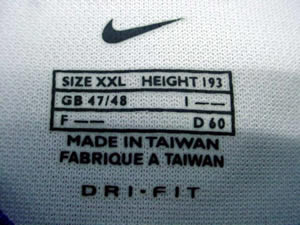 SIZE XXL HEIGHT 193
GB 47/48 I ——
F —— D 60
MADE IN TAIWAN
FABRIQUE A TAIWAN
DRI-FIT